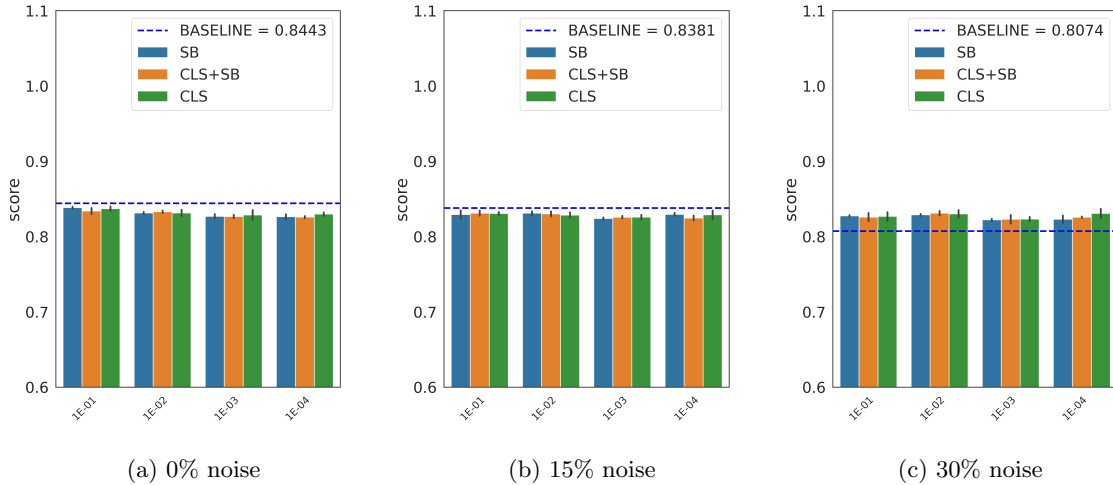 1.1
1.0
0.9
0.8
0.7
0.6
score
BASELINE = 0.8443
SB
CLS+SB
CLS
1E-01
1E-02
1E-03
1E-04
(a) 0% noise
1.1
1.0
0.9
0.8
0.7
0.6
score
BASELINE = 0.8381
SB
CLS+SB
CLS
1E-01
1E-02
1E-03
1E-04
(b) 15% noise
1.1
1.0
0.9
0.8
0.7
0.6
score
BASELINE = 0.8074
SB
CLS+SB
CLS
1E-01
1E-02
1E-03
1E-04
(c) 30% noise